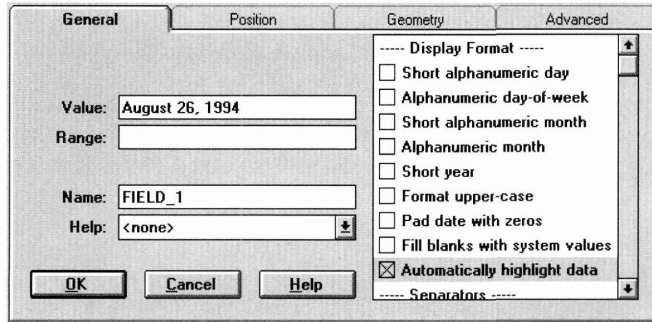 General Position Geometry Advanced
Value: August 26, 1994
Range:
Name: FIELD_1
Help: <none>
OK Cancel Help
----- Display Format -----
Short alphanumeric day
Alphanumeric day-of-week
Short alphanumeric month
Alphanumeric month
Short year
Format upper-case
Pad date with zeros
Fill blanks with system values
Automatically highlight data
----- Separators -----